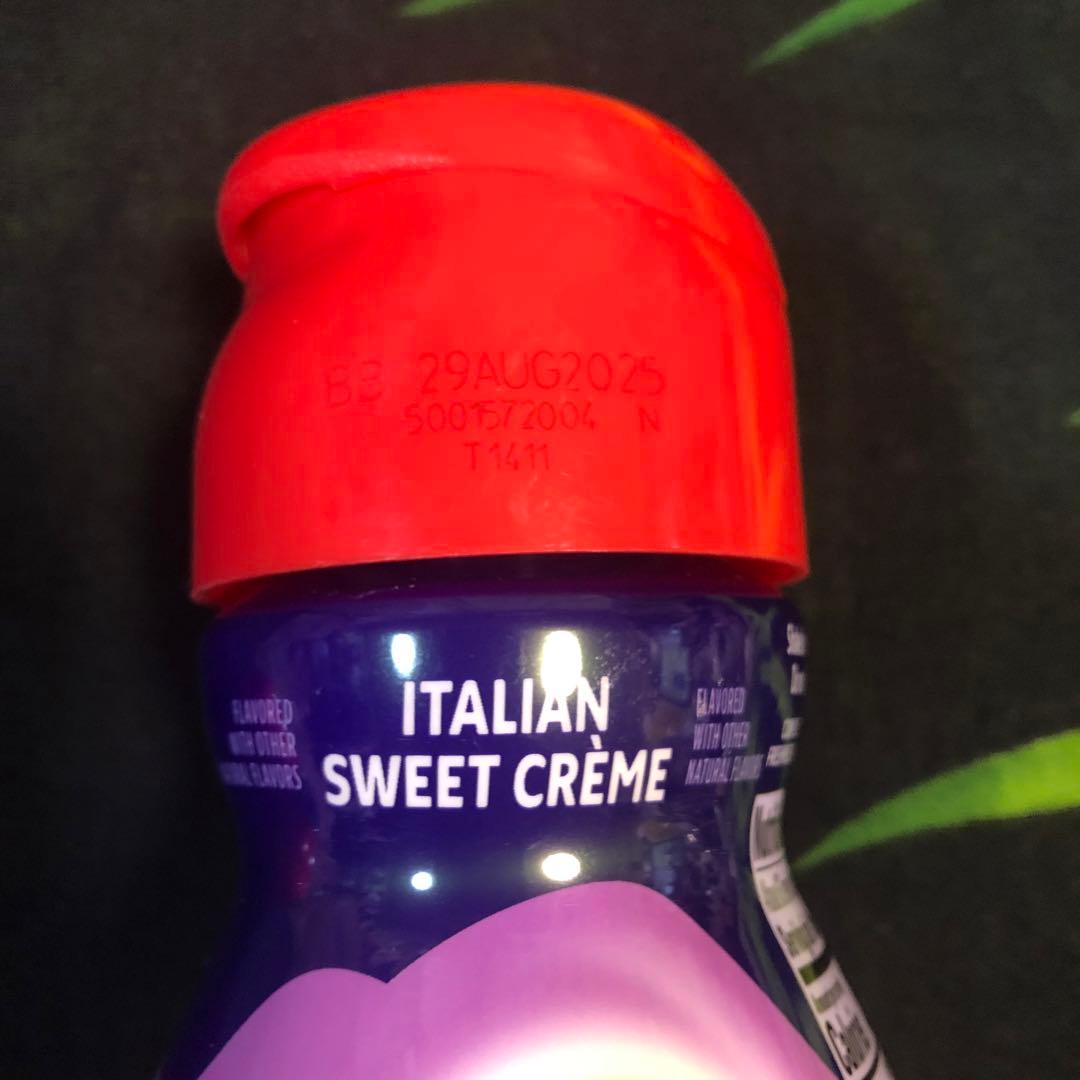 BB 29AUG2025
5001572004 N
T1411
ITALIAN
SWEET CRÈME
FLAVORED
WITH OTHER
NATURAL FLAVORS
FLAVORED
WITH OTHER
NATURAL FLAVORS